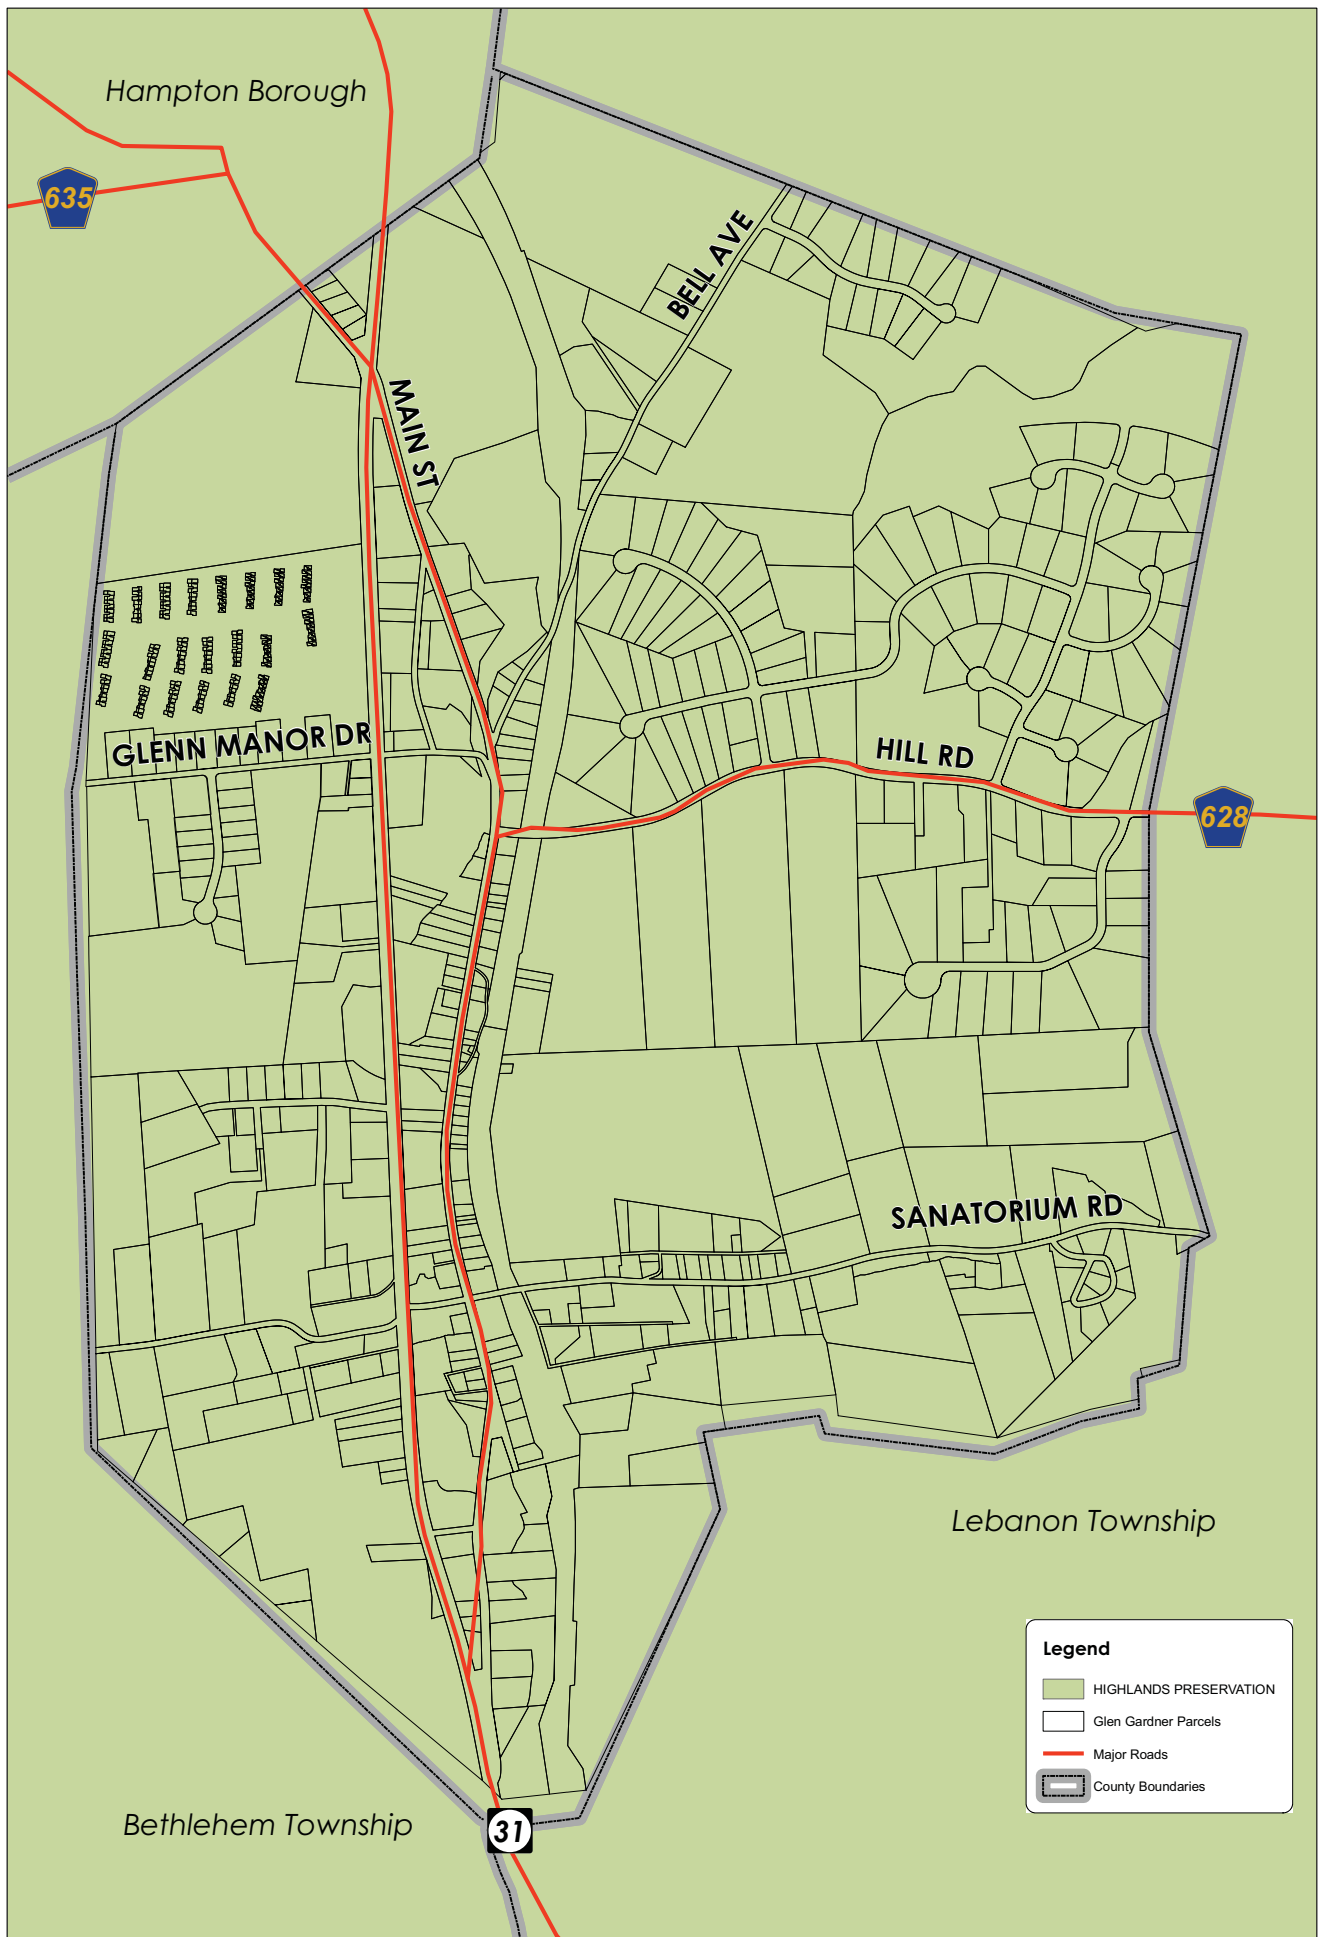 Hampton Borough
635
BELL AVE
MAIN ST
GLENN MANOR DR
HILL RD
628
SANATORIUM RD
Lebanon Township
Legend
HIGHLANDS PRESERVATION
Glen Gardner Parcels
Major Roads
County Boundaries
Bethlehem Township
31